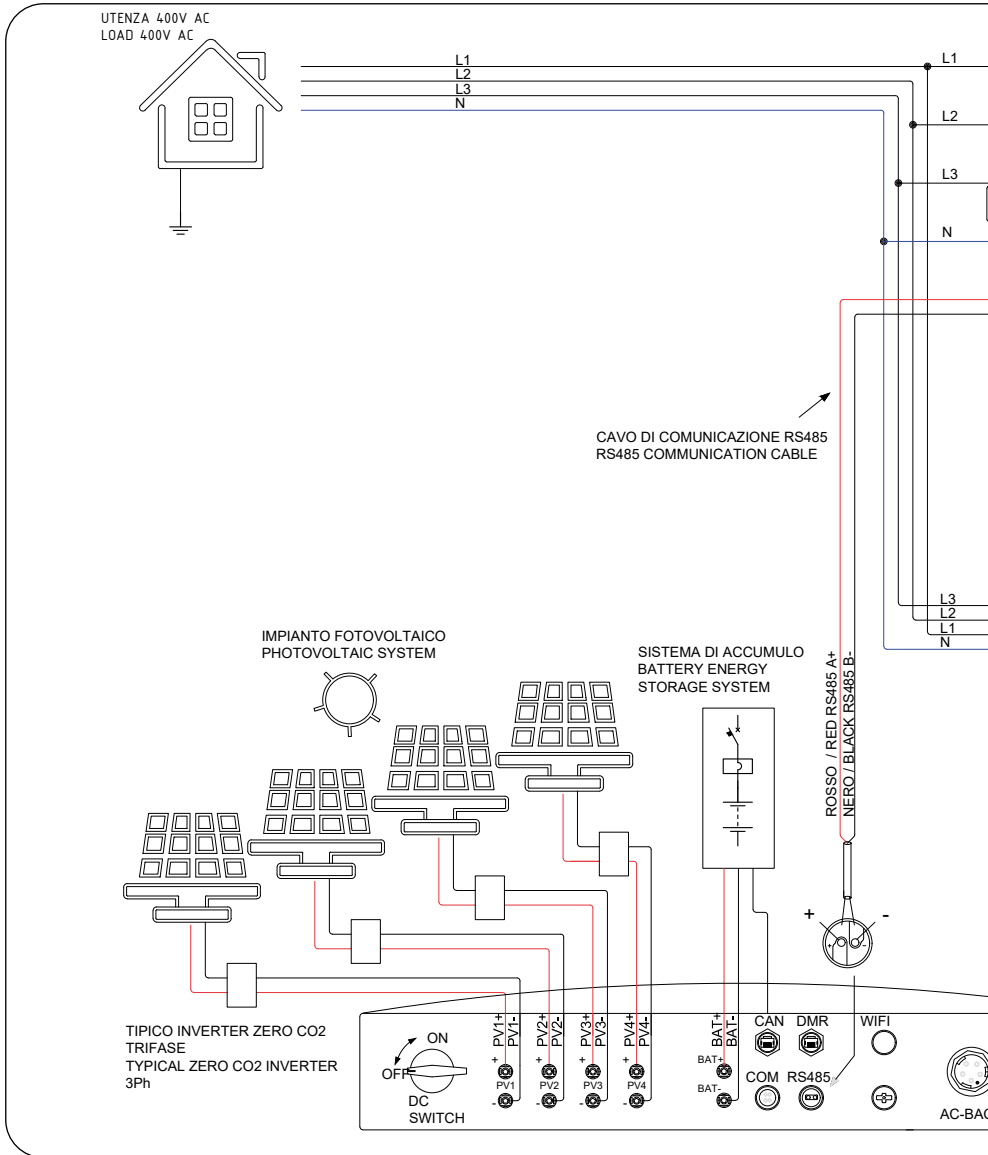 UTENZA 400V AC
LOAD 400V AC
L1
L2
L3
N
L1
L2
L3
N
CAVO DI COMUNICAZIONE RS485
RS485 COMMUNICATION CABLE
L3
L2
L1
N
IMPIANTO FOTOVOLTAICO
PHOTOVOLTAIC SYSTEM
SISTEMA DI ACCUMULO
BATTERY ENERGY
STORAGE SYSTEM
ROSSO / RED RS485 A+
NERO / BLACK RS485 B-
+ -
TIPICO INVERTER ZERO CO2
TRIFASE
TYPICAL ZERO CO2 INVERTER
3Ph
ON
OFF
DC
SWITCH
PV1+
PV1-
PV2+
PV2-
PV3+
PV3-
PV4+
PV4-
BAT+
BAT-
+ + + +
PV1 PV2 PV3 PV4
- - - -
BAT+
BAT-
CAN DMR WIFI
COM RS485